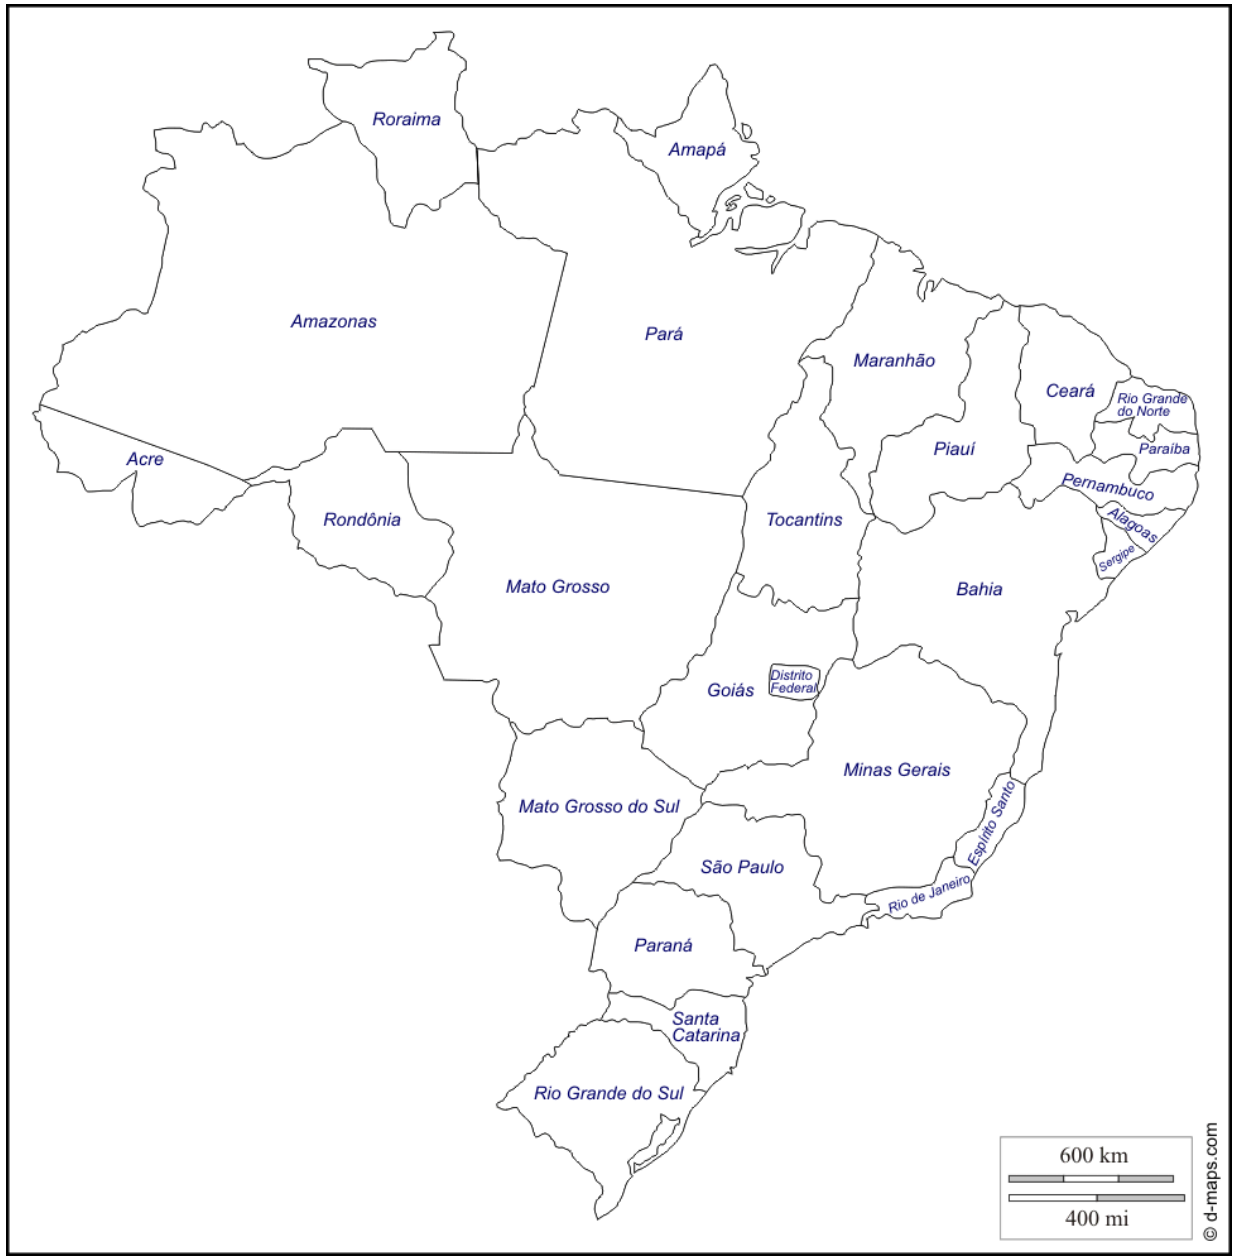 Roraima
Amapá
Amazonas
Pará
Maranhão
Ceará
Rio Grande
do Norte
Piauí
Paraíba
Acre
Pernambuco
Rondônia
Tocantins
Alagoas
Sergipe
Mato Grosso
Bahia
Goiás
Distrito
Federal
Minas Gerais
Mato Grosso do Sul
Espírito Santo
São Paulo
Rio de Janeiro
Paraná
Santa
Catarina
Rio Grande do Sul
600 km
400 mi
© d-maps.com